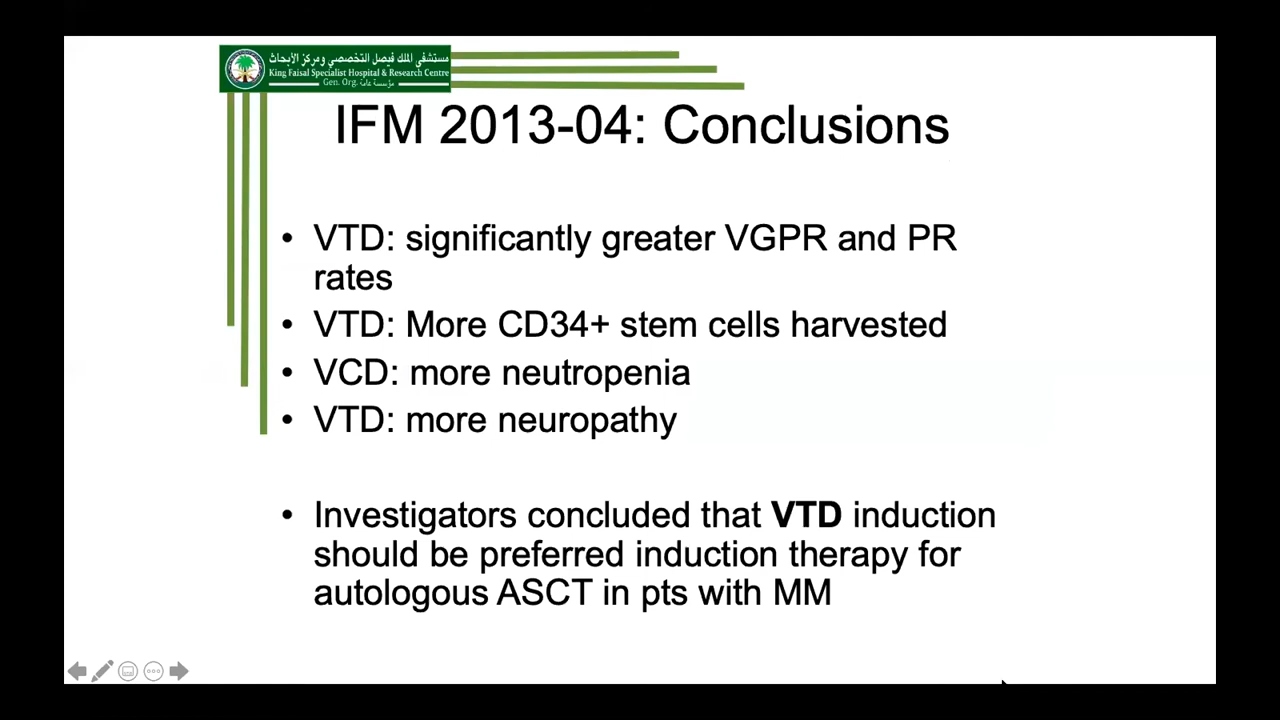 مستشفى الملك فيصل التخصصي ومركز الأبحاث
King Faisal Specialist Hospital & Research Centre
Gen. Org. مؤسسة عامة
IFM 2013-04: Conclusions
• VTD: significantly greater VGPR and PR
rates
• VTD: More CD34+ stem cells harvested
• VCD: more neutropenia
• VTD: more neuropathy
• Investigators concluded that VTD induction
should be preferred induction therapy for
autologous ASCT in pts with MM